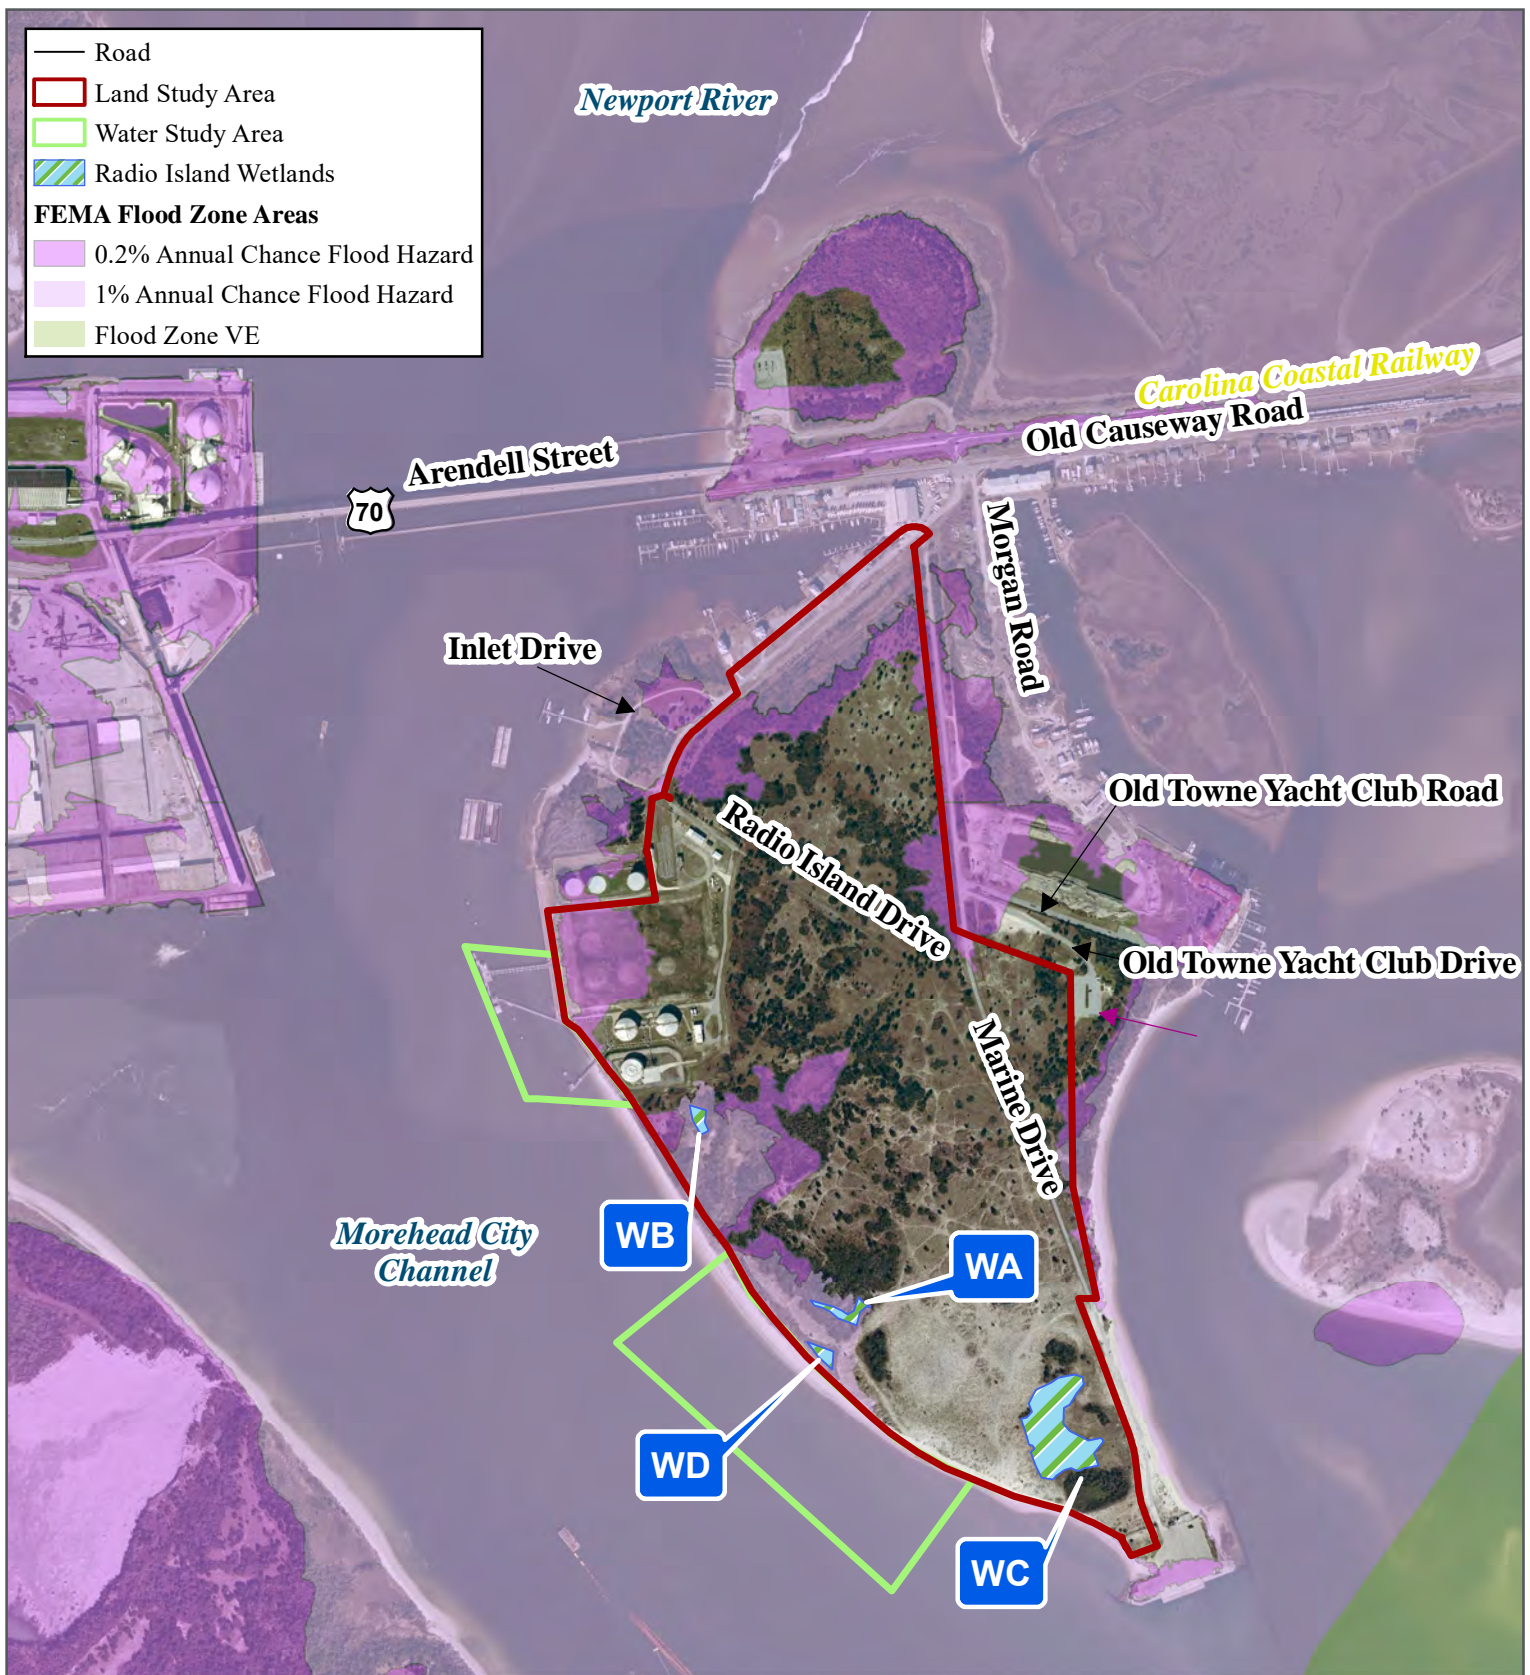 Road
Land Study Area
Water Study Area
Radio Island Wetlands
FEMA Flood Zone Areas
0.2% Annual Chance Flood Hazard
1% Annual Chance Flood Hazard
Flood Zone VE
Newport River
Carolina Coastal Railway
Old Causeway Road
Arendell Street
70
Morgan Road
Inlet Drive
Old Towne Yacht Club Road
Radio Island Drive
Old Towne Yacht Club Drive
Marine Drive
Morehead City
Channel
WB
WA
WD
WC